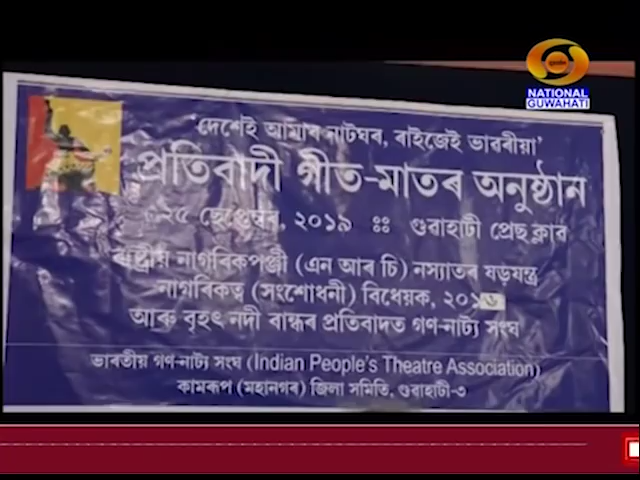 NATIONAL
GUWAHATI
দেশেই আমাৰ নাটঘৰ, ৰাইজেই ভাৱৰীয়া'
প্ৰতিবাদী গীত-মাতৰ অনুষ্ঠান
২৫ ছেপ্তেম্বৰ, ২০১৯ ঃঃ গুৱাহাটী প্ৰেছ ক্লাব
ৰাষ্ট্ৰীয় নাগৰিকপঞ্জী (এন আৰ চি) নস্যাতৰ ষড়যন্ত্ৰ
নাগৰিকত্ব (সংশোধনী) বিধেয়ক, ২০১৬
আৰু বৃহৎ নদী বান্ধৰ প্ৰতিবাদত গণ-নাট্য সংঘ
ভাৰতীয় গণ-নাট্য সংঘ (Indian People's Theatre Association)
কামৰূপ (মহানগৰ) জিলা সমিতি, গুৱাহাটী-৩